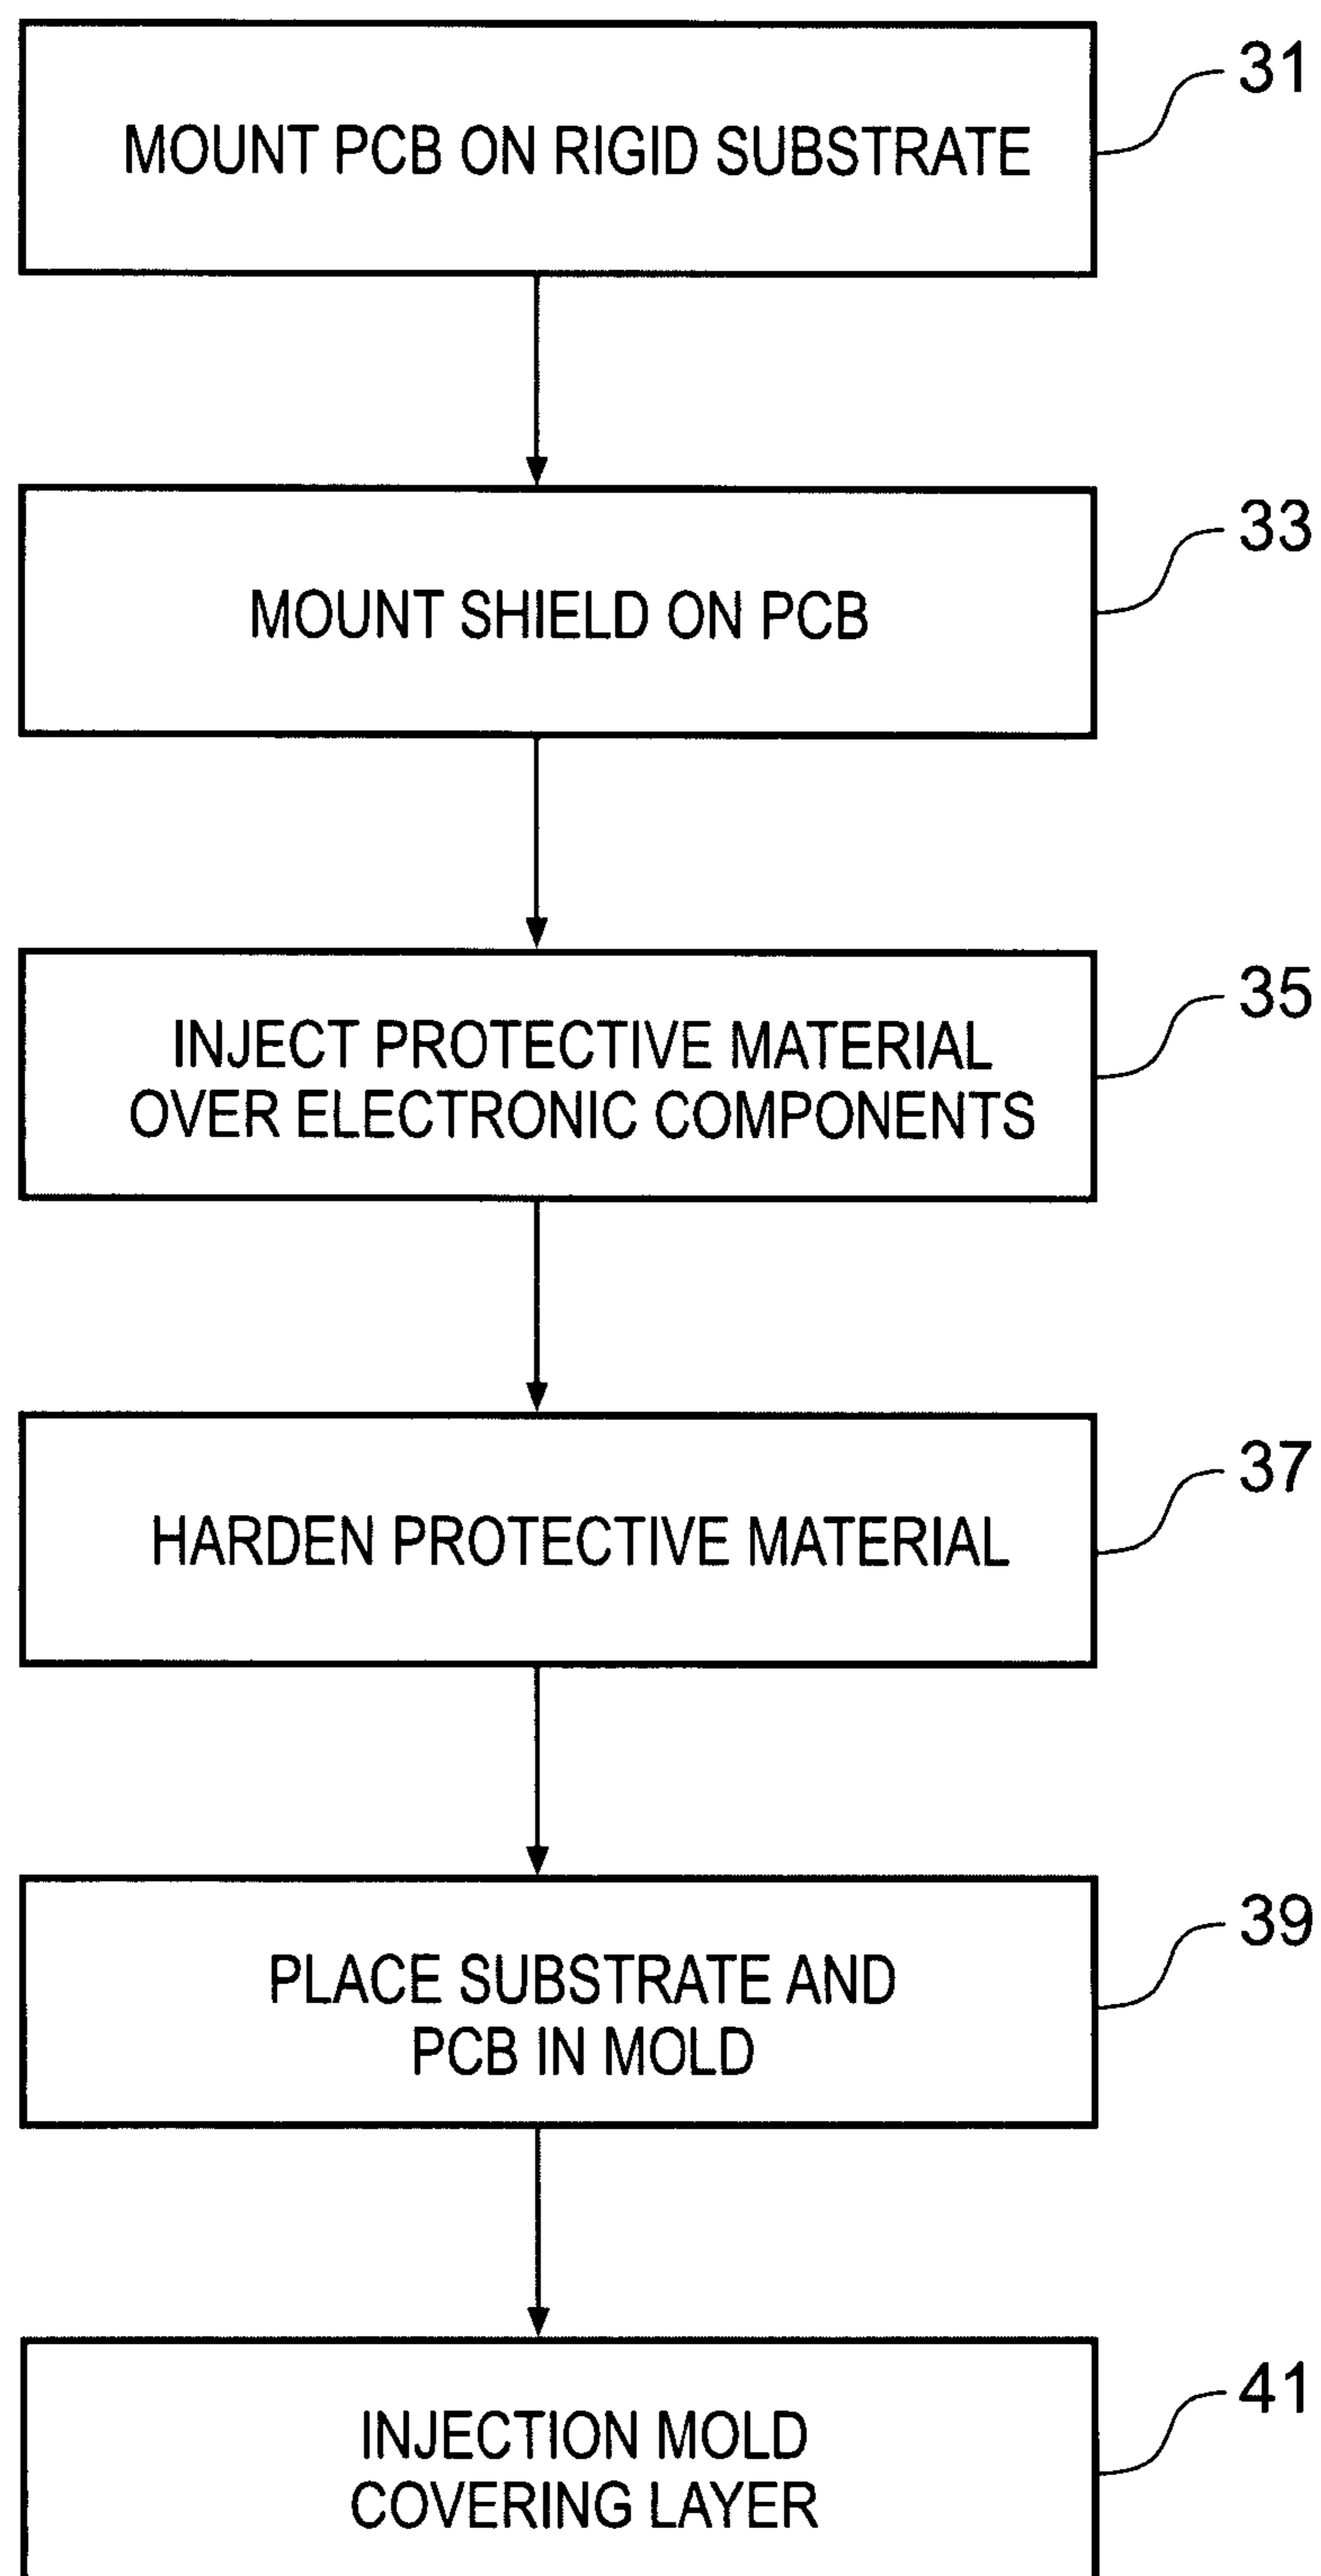 MOUNT PCB ON RIGID SUBSTRATE
31
MOUNT SHIELD ON PCB
33
INJECT PROTECTIVE MATERIAL
OVER ELECTRONIC COMPONENTS
35
HARDEN PROTECTIVE MATERIAL
37
PLACE SUBSTRATE AND
PCB IN MOLD
39
INJECTION MOLD
COVERING LAYER
41